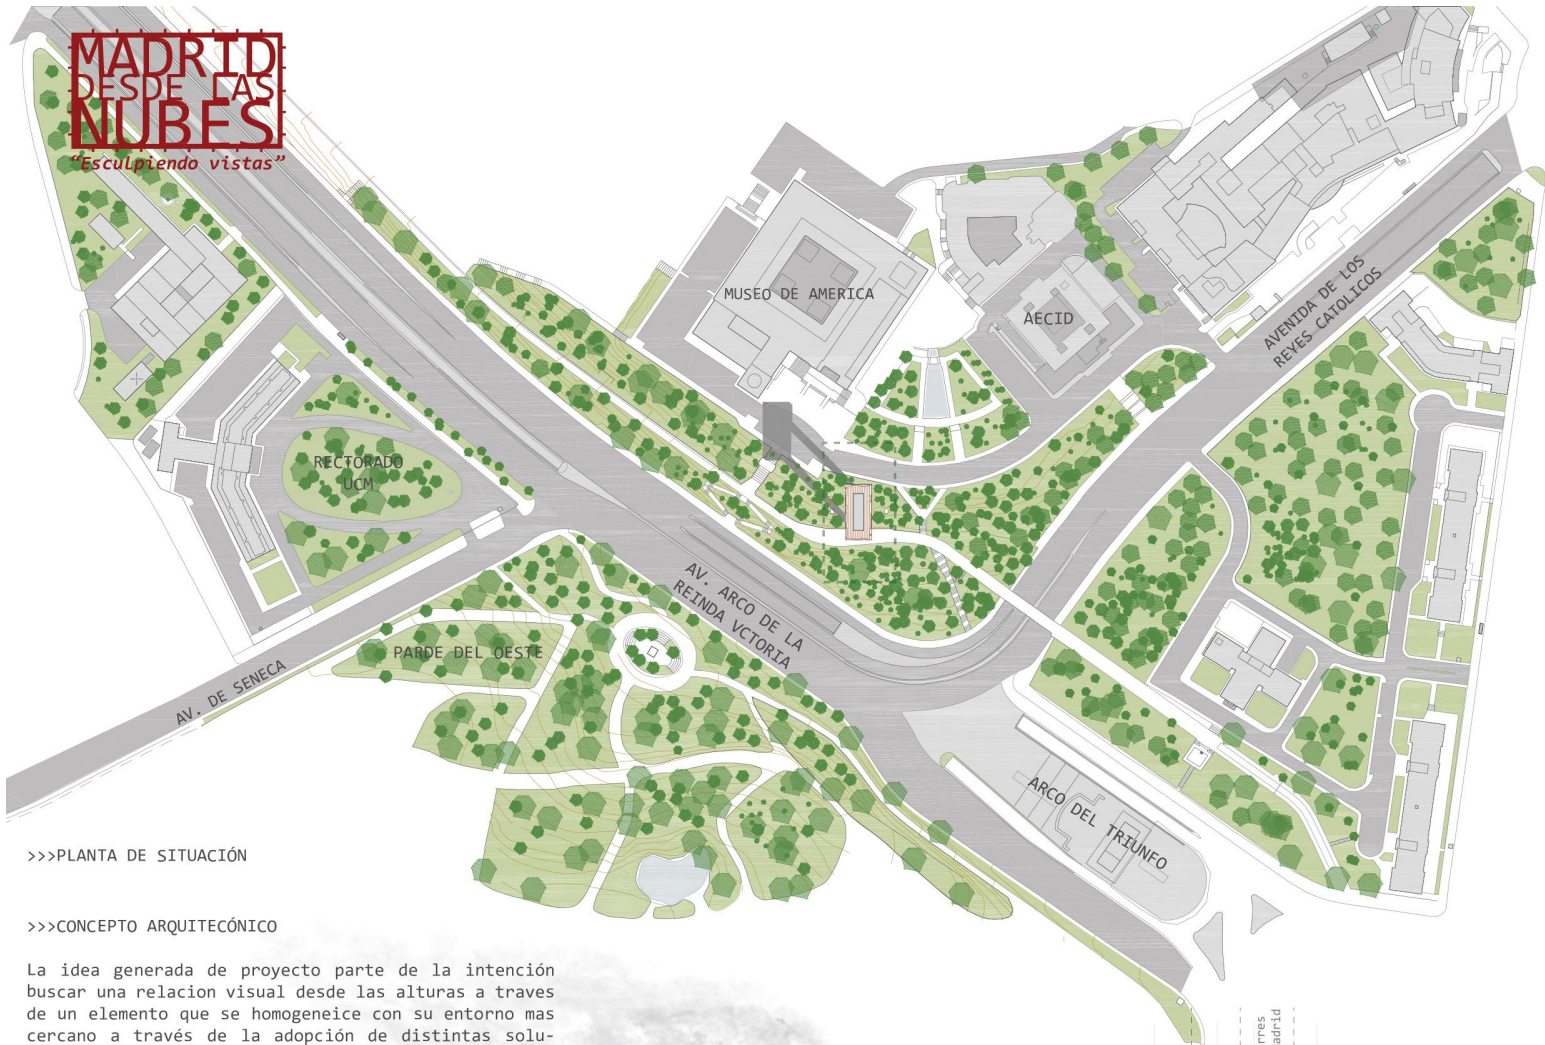 MADRID
DESDE LAS
NUBES
“Esculpiendo vistas”
MUSEO DE AMERICA
AECID
AVENIDA DE LOS
REYES CATOLICOS
RECTORADO
UCM
AV. ARCO DE LA
REINDA VCTORIA
PARDE DEL OESTE
AV. DE SENECA
ARCO DEL TRIUNFO
>>>PLANTA DE SITUACIÓN
>>>CONCEPTO ARQUITECÓNICO
La idea generada de proyecto parte de la intención
buscar una relacion visual desde las alturas a traves
de un elemento que se homogeneice con su entorno mas
cercano a través de la adopción de distintas solu-
rres
adrid